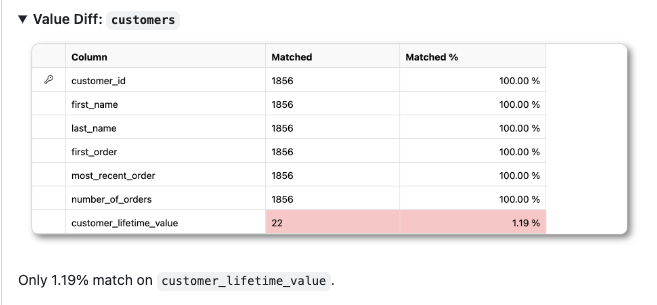 ▼ Value Diff: customers
Column Matched Matched %
customer_id 1856 100.00 %
first_name 1856 100.00 %
last_name 1856 100.00 %
first_order 1856 100.00 %
most_recent_order 1856 100.00 %
number_of_orders 1856 100.00 %
customer_lifetime_value 22 1.19 %
Only 1.19% match on customer_lifetime_value.